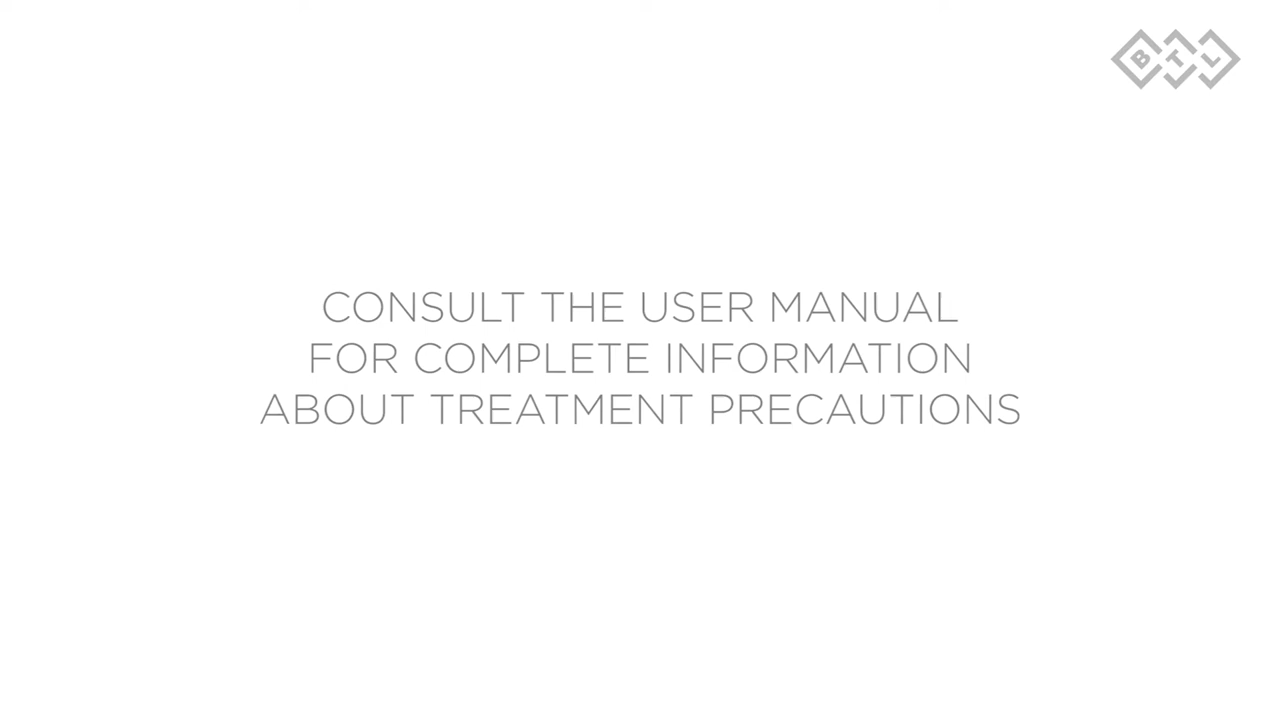 BTL
CONSULT THE USER MANUAL
FOR COMPLETE INFORMATION
ABOUT TREATMENT PRECAUTIONS